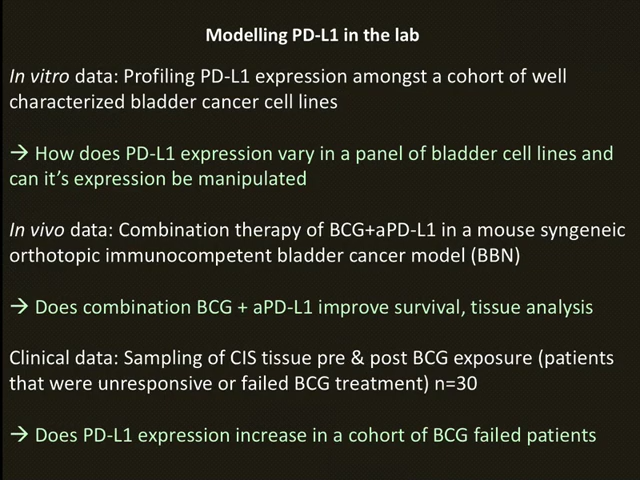 Modelling PD-L1 in the lab
In vitro data: Profiling PD-L1 expression amongst a cohort of well
characterized bladder cancer cell lines
→ How does PD-L1 expression vary in a panel of bladder cell lines and
can it’s expression be manipulated
In vivo data: Combination therapy of BCG+aPD-L1 in a mouse syngeneic
orthotopic immunocompetent bladder cancer model (BBN)
→ Does combination BCG + aPD-L1 improve survival, tissue analysis
Clinical data: Sampling of CIS tissue pre & post BCG exposure (patients
that were unresponsive or failed BCG treatment) n=30
→ Does PD-L1 expression increase in a cohort of BCG failed patients